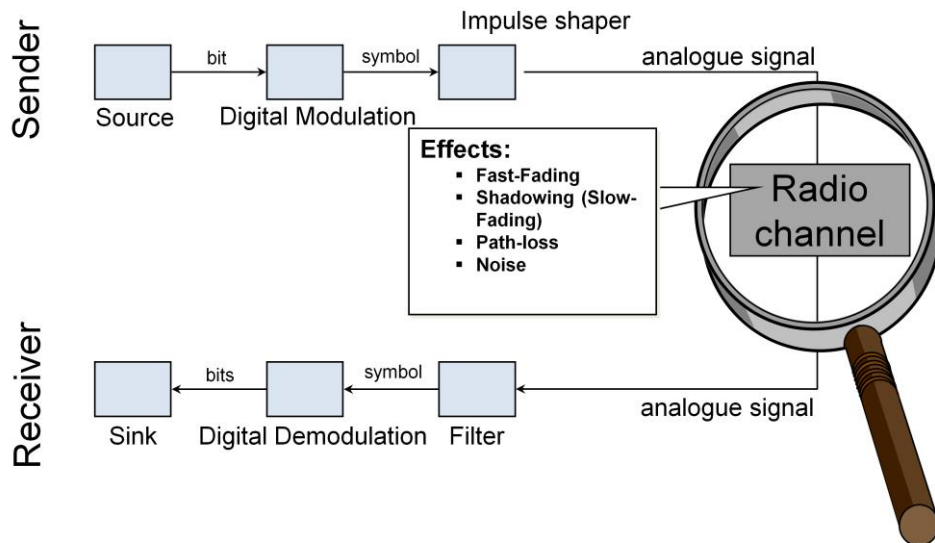 Sender
Impulse shaper
bit
symbol
analogue signal
Source
Digital Modulation
Effects:
▪ Fast-Fading
▪ Shadowing (Slow-
Fading)
▪ Path-loss
▪ Noise
Radio
channel
Receiver
bits
symbol
analogue signal
Sink
Digital Demodulation
Filter